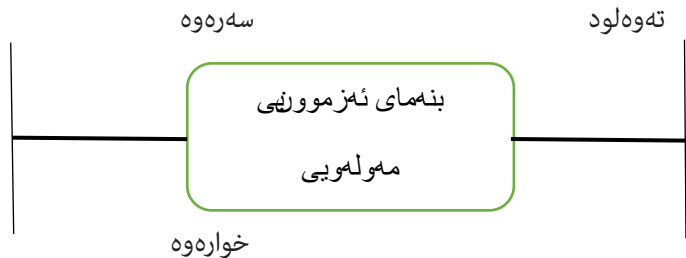 تەوەلود
سەرەوە
بنەمای ئەزموونیی
مەولەویی
خوارەوە